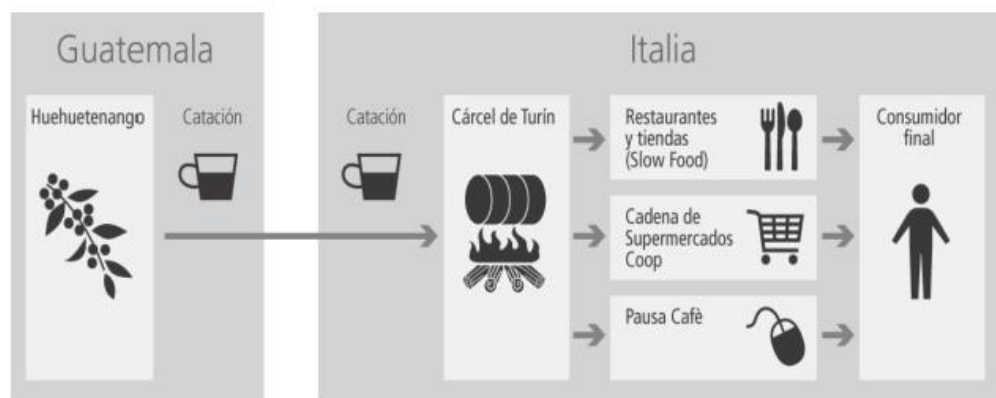 Guatemala
Huehuetenango
Catación
Italia
Catación
Cárcel de Turín
Restaurantes
y tiendas
(Slow Food)
Cadena de
Supermercados
Coop
Pausa Cafè
Consumidor
final